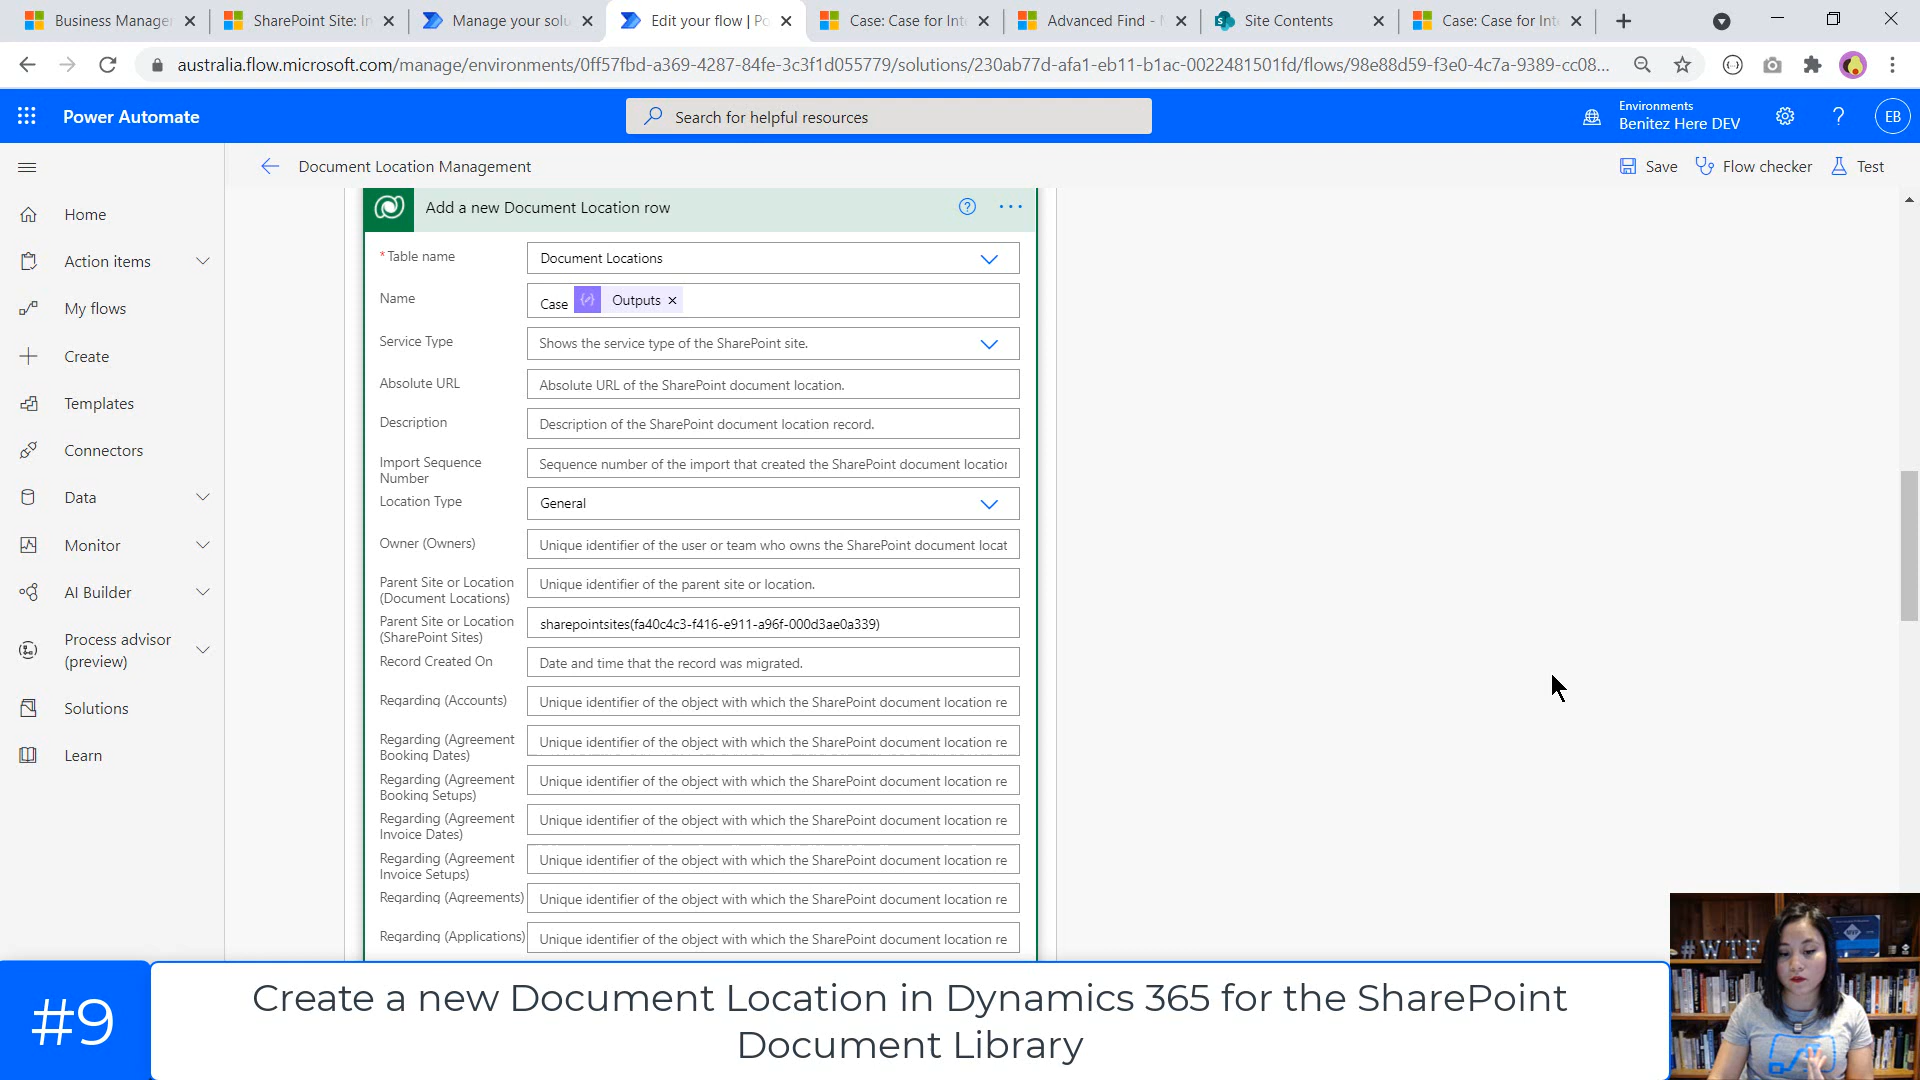 Business Manager
SharePoint Site: In
Manage your solu
Edit your flow | Po
Case: Case for Inte
Advanced Find - M
Site Contents
Case: Case for Inte
australia.flow.microsoft.com/manage/environments/0ff57fbd-a369-4287-84fe-3c3f1d055779/solutions/230ab77d-afa1-eb11-b1ac-0022481501fd/flows/98e88d59-f3e0-4c7a-9389-cc08...
Power Automate
Search for helpful resources
Environments
Benitez Here DEV
EB
Document Location Management
Save
Flow checker
Test
Home
Action items
My flows
Create
Templates
Connectors
Data
Monitor
AI Builder
Process advisor
(preview)
Solutions
Learn
Add a new Document Location row
* Table name
Document Locations
Name
Case Outputs
Service Type
Shows the service type of the SharePoint site.
Absolute URL
Absolute URL of the SharePoint document location.
Description
Description of the SharePoint document location record.
Import Sequence
Number
Sequence number of the import that created the SharePoint document location
Location Type
General
Owner (Owners)
Unique identifier of the user or team who owns the SharePoint document locat
Parent Site or Location
(Document Locations)
Unique identifier of the parent site or location.
Parent Site or Location
(SharePoint Sites)
sharepointsites(fa40c4c3-f416-e911-a96f-000d3ae0a339)
Record Created On
Date and time that the record was migrated.
Regarding (Accounts)
Unique identifier of the object with which the SharePoint document location re
Regarding (Agreement
Booking Dates)
Unique identifier of the object with which the SharePoint document location re
Regarding (Agreement
Booking Setups)
Unique identifier of the object with which the SharePoint document location re
Regarding (Agreement
Invoice Dates)
Unique identifier of the object with which the SharePoint document location re
Regarding (Agreement
Invoice Setups)
Unique identifier of the object with which the SharePoint document location re
Regarding (Agreements)
Unique identifier of the object with which the SharePoint document location re
Regarding (Applications)
Unique identifier of the object with which the SharePoint document location re
#WTF
#9
Create a new Document Location in Dynamics 365 for the SharePoint
Document Library